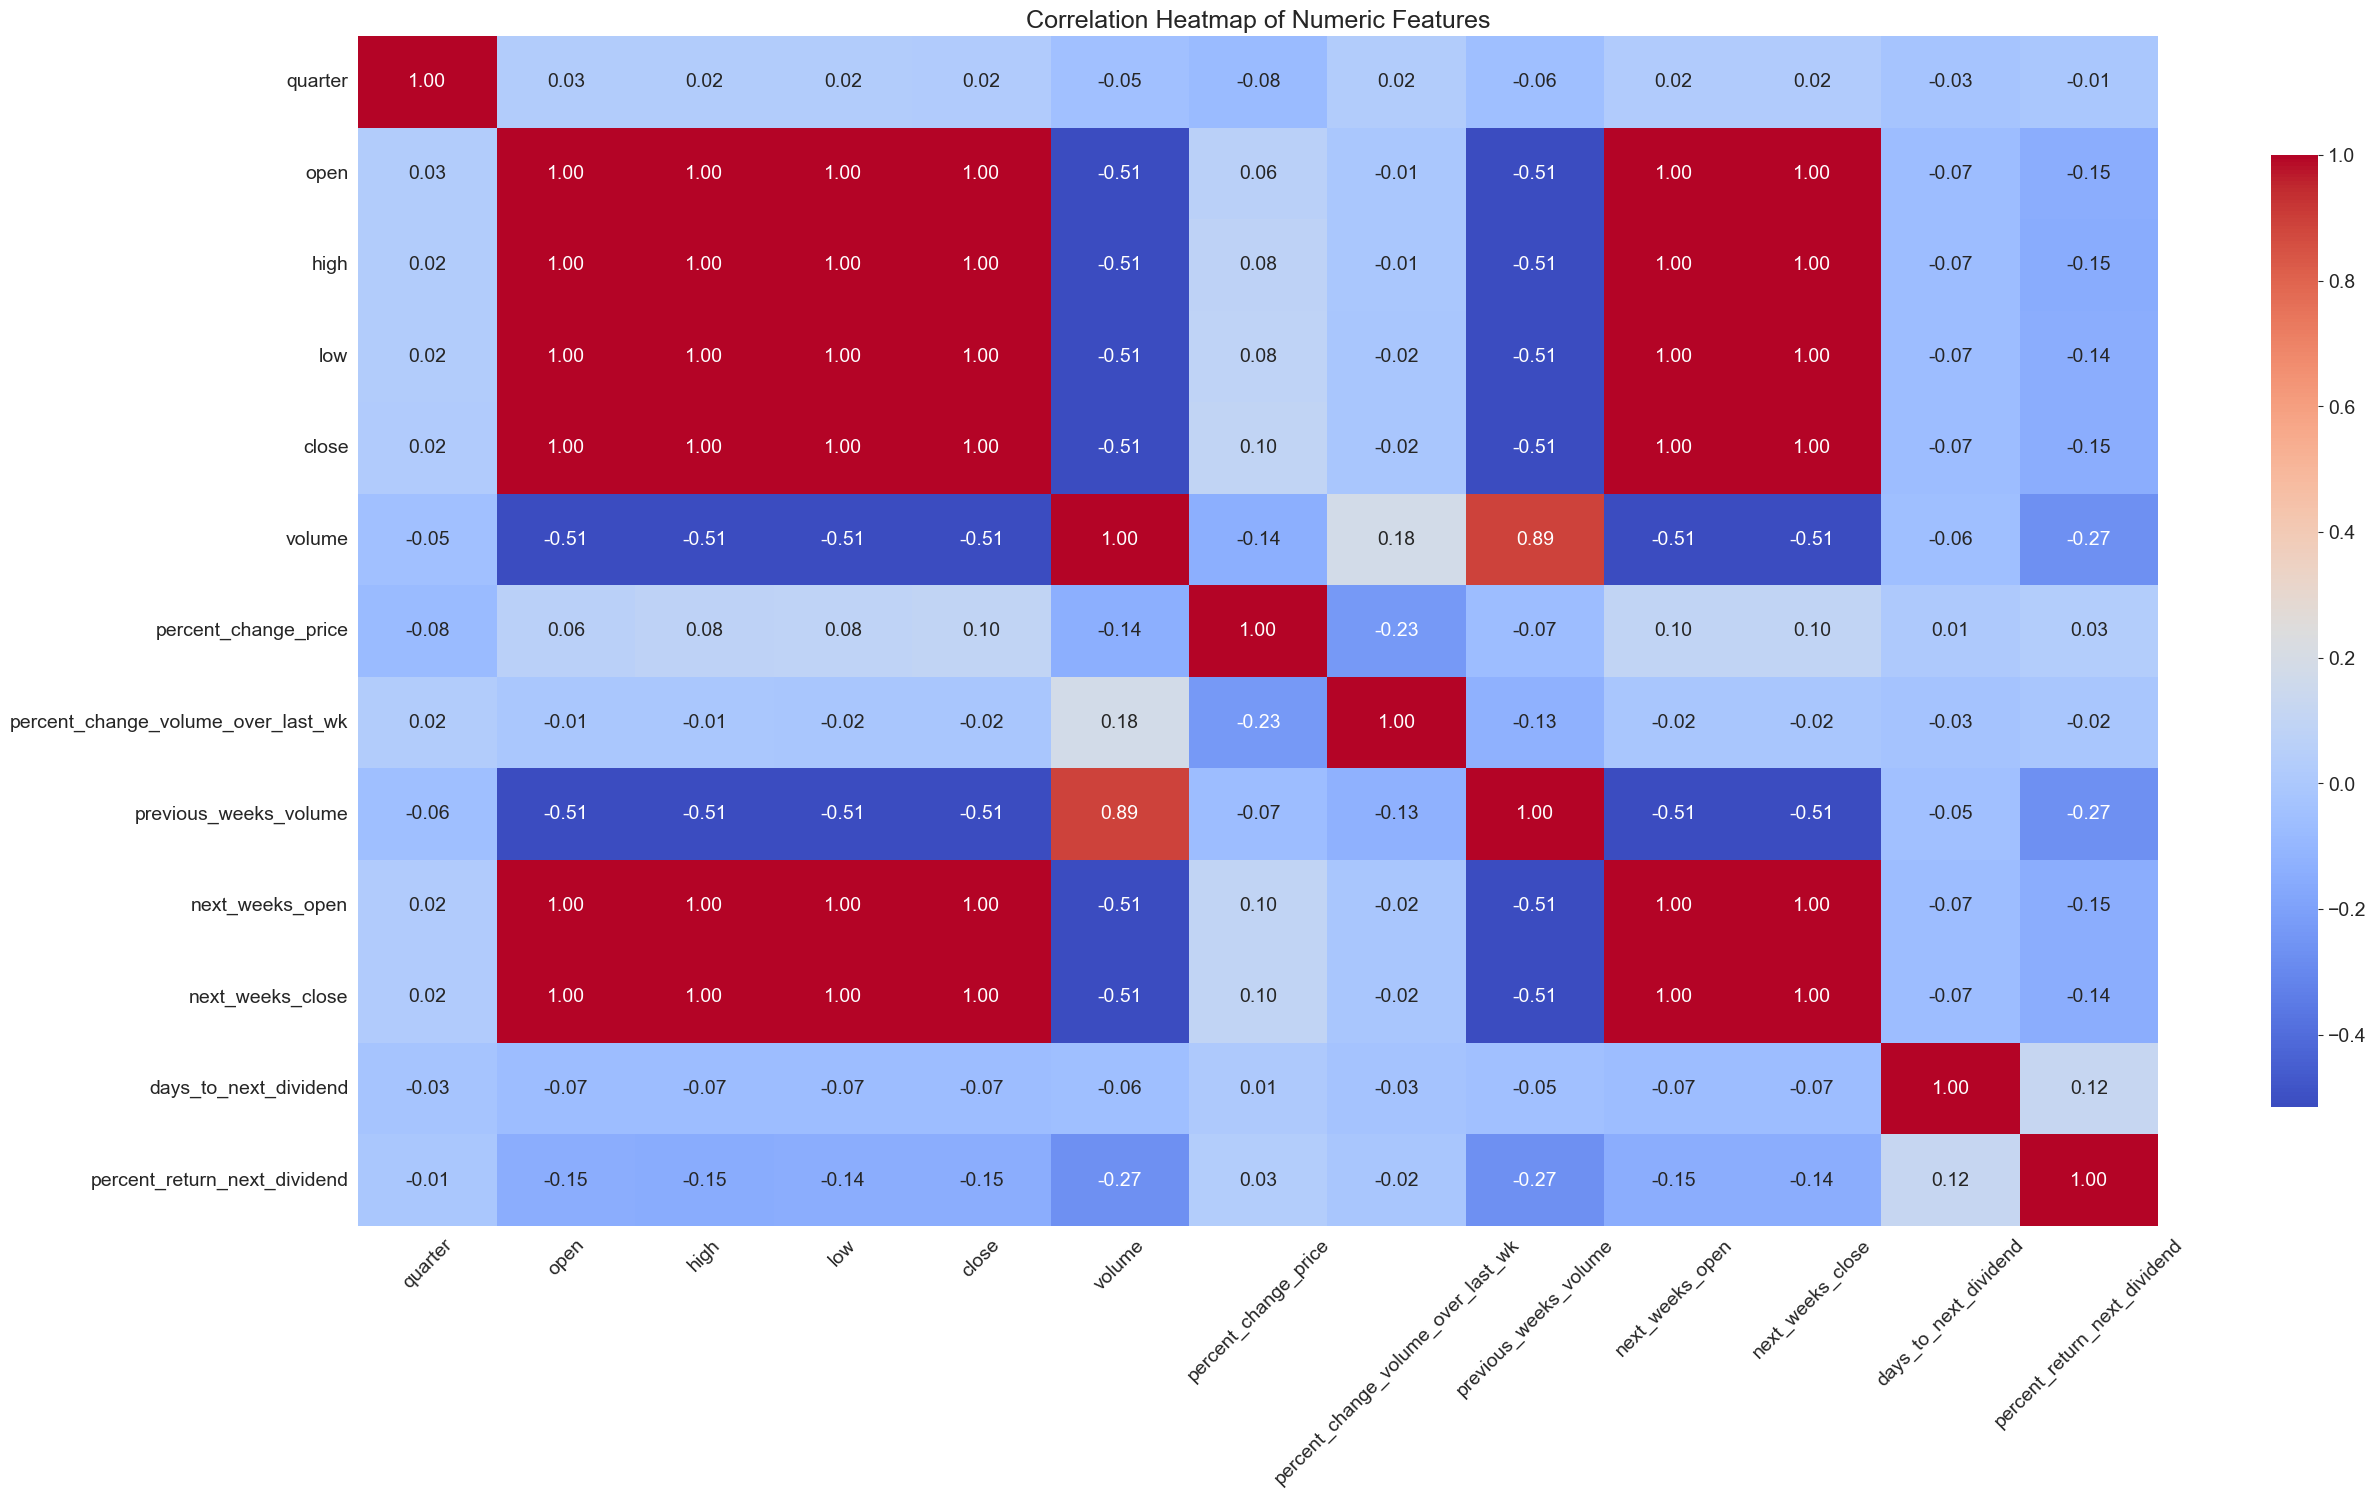 Correlation Heatmap of Numeric Features
quarter 1.00 0.03 0.02 0.02 0.02 -0.05 -0.08 0.02 -0.06 0.02 0.02 -0.03 -0.01
open 0.03 1.00 1.00 1.00 1.00 -0.51 0.06 -0.01 -0.51 1.00 1.00 -0.07 -0.15
high 0.02 1.00 1.00 1.00 1.00 -0.51 0.08 -0.01 -0.51 1.00 1.00 -0.07 -0.15
low 0.02 1.00 1.00 1.00 1.00 -0.51 0.08 -0.02 -0.51 1.00 1.00 -0.07 -0.14
close 0.02 1.00 1.00 1.00 1.00 -0.51 0.10 -0.02 -0.51 1.00 1.00 -0.07 -0.15
volume -0.05 -0.51 -0.51 -0.51 -0.51 1.00 -0.14 0.18 0.89 -0.51 -0.51 -0.06 -0.27
percent_change_price -0.08 0.06 0.08 0.08 0.10 -0.14 1.00 -0.23 -0.07 0.10 0.10 0.01 0.03
percent_change_volume_over_last_wk 0.02 -0.01 -0.01 -0.02 -0.02 0.18 -0.23 1.00 -0.13 -0.02 -0.02 -0.03 -0.02
previous_weeks_volume -0.06 -0.51 -0.51 -0.51 -0.51 0.89 -0.07 -0.13 1.00 -0.51 -0.51 -0.05 -0.27
next_weeks_open 0.02 1.00 1.00 1.00 1.00 -0.51 0.10 -0.02 -0.51 1.00 1.00 -0.07 -0.15
next_weeks_close 0.02 1.00 1.00 1.00 1.00 -0.51 0.10 -0.02 -0.51 1.00 1.00 -0.07 -0.14
days_to_next_dividend -0.03 -0.07 -0.07 -0.07 -0.07 -0.06 0.01 -0.03 -0.05 -0.07 -0.07 1.00 0.12
percent_return_next_dividend -0.01 -0.15 -0.15 -0.14 -0.15 -0.27 0.03 -0.02 -0.27 -0.15 -0.14 0.12 1.00
quarter
open
high
low
close
volume
percent_change_price
percent_change_volume_over_last_wk
previous_weeks_volume
next_weeks_open
next_weeks_close
days_to_next_dividend
percent_return_next_dividend
1.0
0.8
0.6
0.4
0.2
0.0
−0.2
−0.4